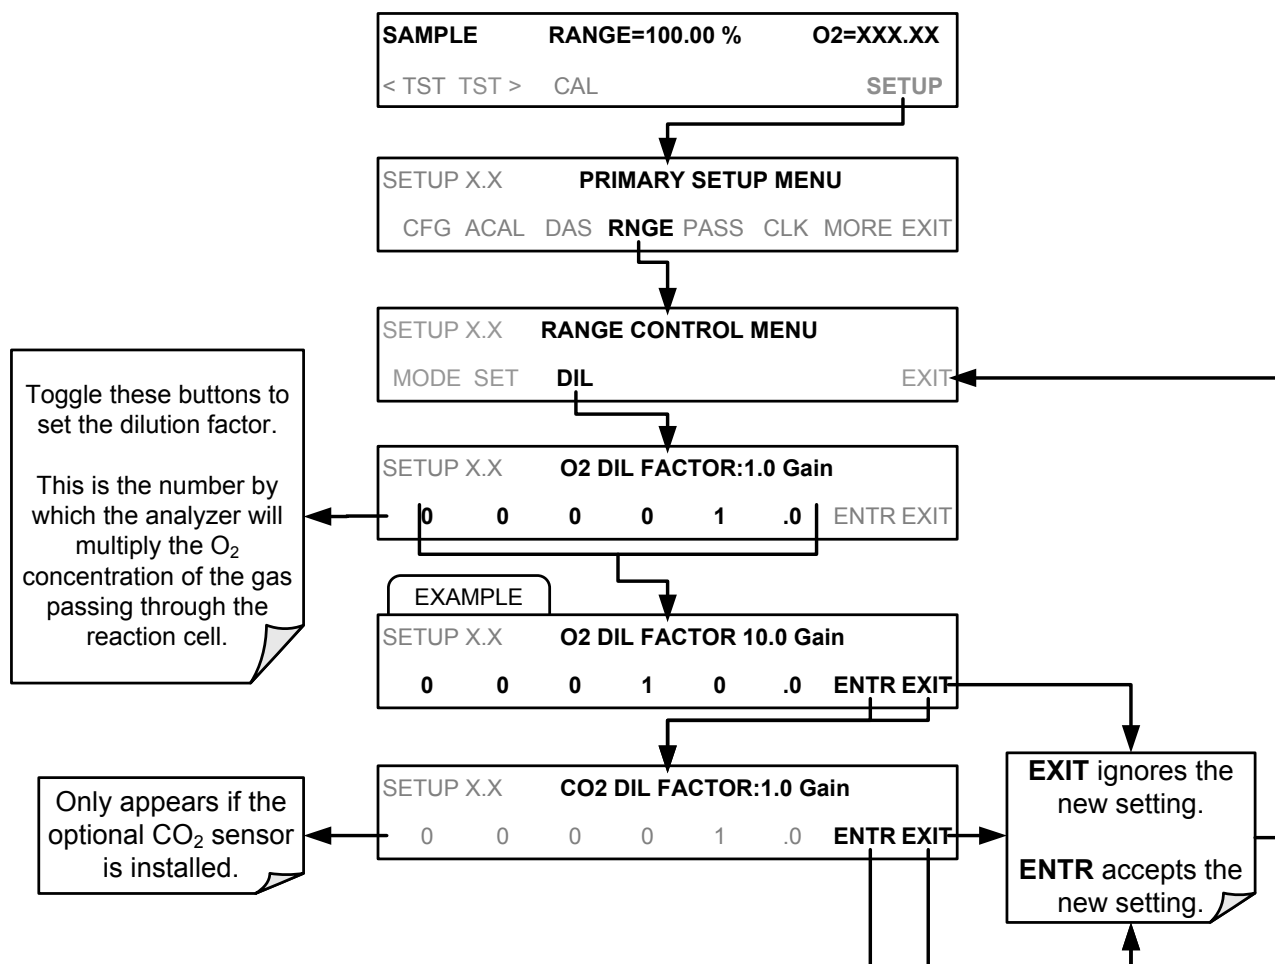 SAMPLE RANGE=100.00 % O2=XXX.XX
< TST TST > CAL SETUP
SETUP X.X PRIMARY SETUP MENU
CFG ACAL DAS RNGE PASS CLK MORE EXIT
SETUP X.X RANGE CONTROL MENU
MODE SET DIL EXIT
Toggle these buttons to
set the dilution factor.
This is the number by
which the analyzer will
multiply the O₂
concentration of the gas
passing through the
reaction cell.
SETUP X.X O2 DIL FACTOR:1.0 Gain
0 0 0 0 1 .0 ENTR EXIT
EXAMPLE
SETUP X.X O2 DIL FACTOR 10.0 Gain
0 0 0 1 0 .0 ENTR EXIT
SETUP X.X CO2 DIL FACTOR:1.0 Gain
0 0 0 0 1 .0 ENTR EXIT
Only appears if the
optional CO₂ sensor
is installed.
EXIT ignores the
new setting.
ENTR accepts the
new setting.